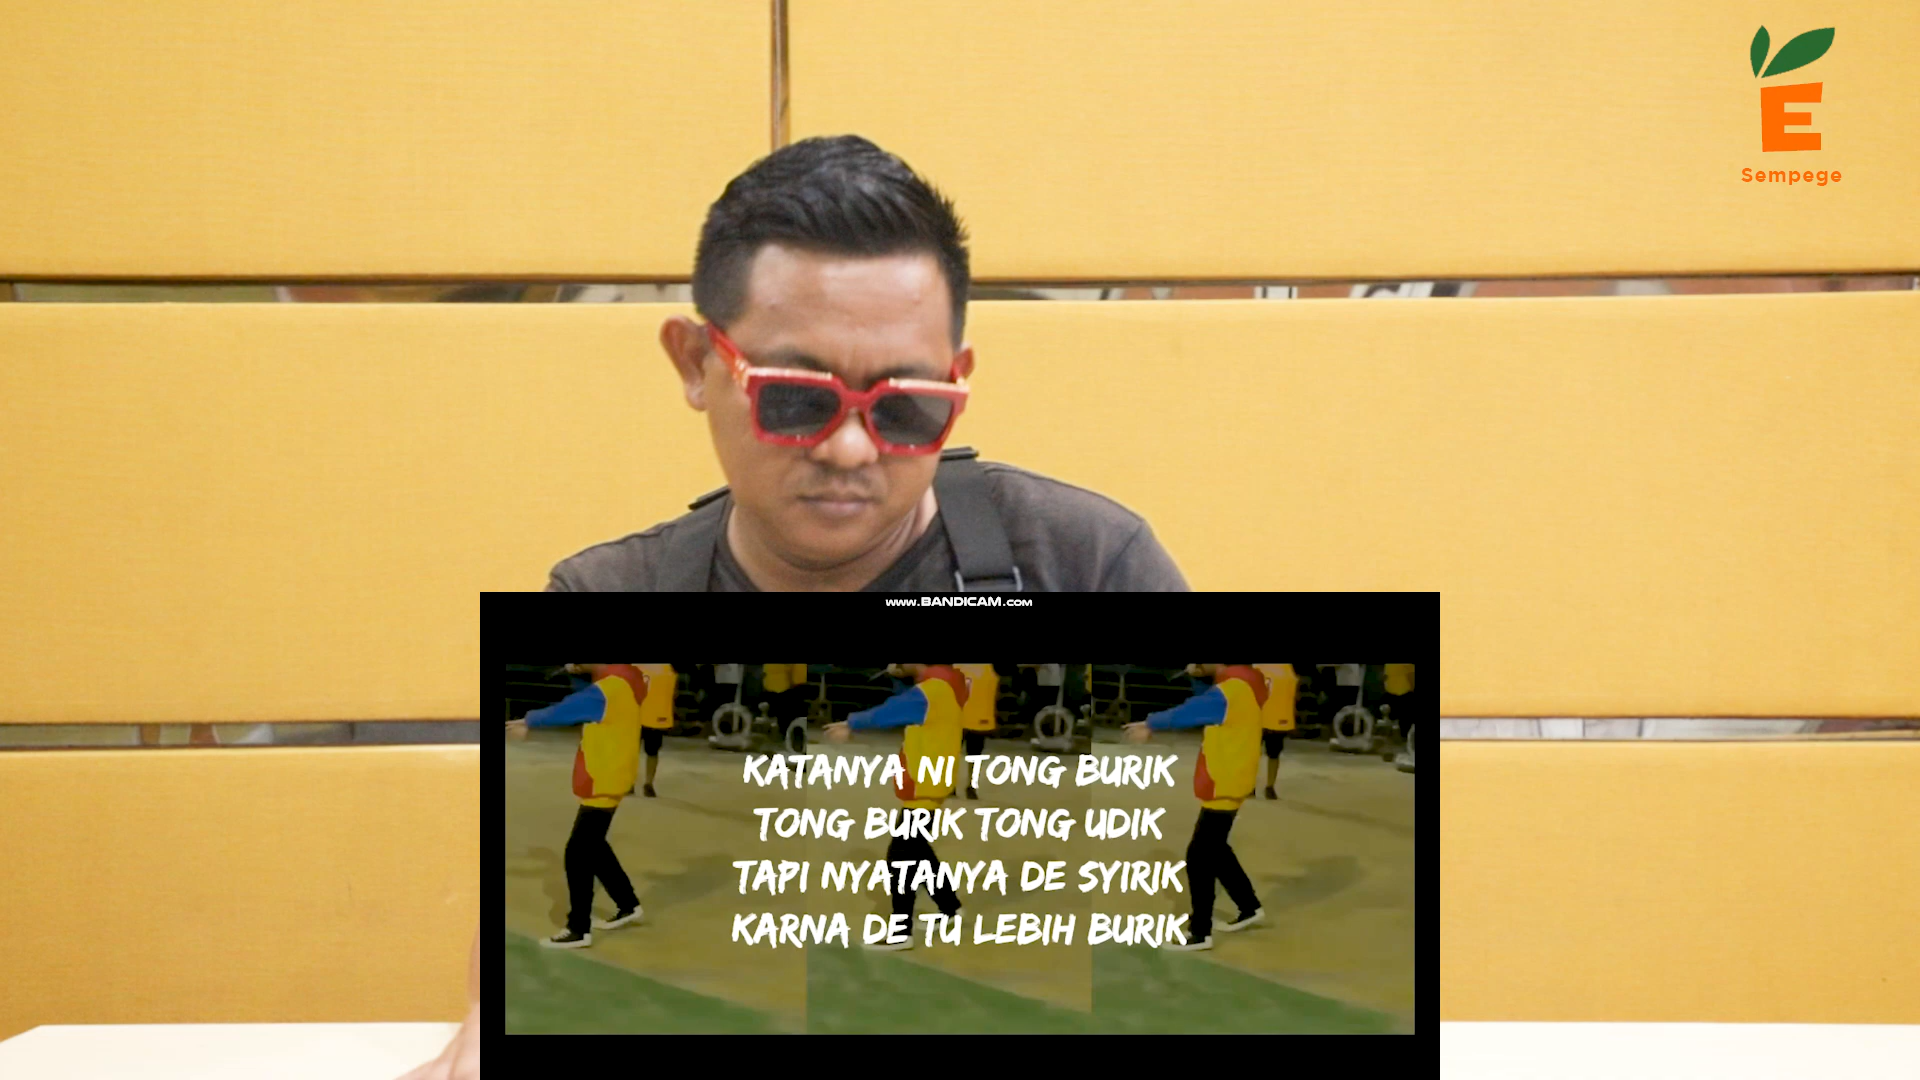 E
Sempege
www.BANDICAM.com
KATANYA NI TONG BURIK
TONG BURIK TONG UDIK
TAPI NYATANYA DE SYIRIK
KARNA DE TU LEBIH BURIK